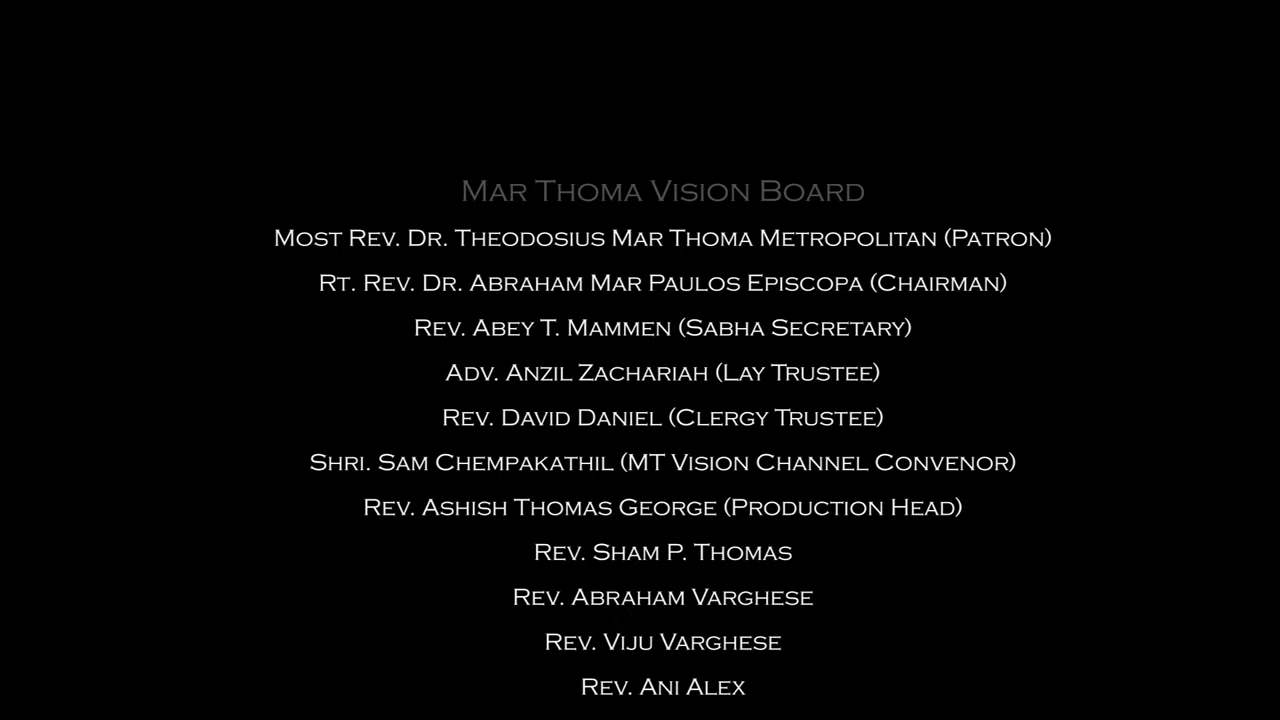 Mar Thoma Vision Board
Most Rev. Dr. Theodosius Mar Thoma Metropolitan (Patron)
Rt. Rev. Dr. Abraham Mar Paulos Episcopa (Chairman)
Rev. Abey T. Mammen (Sabha Secretary)
Adv. Anzil Zachariah (Lay Trustee)
Rev. David Daniel (Clergy Trustee)
Shri. Sam Chempakathil (MT Vision Channel Convenor)
Rev. Ashish Thomas George (Production Head)
Rev. Sham P. Thomas
Rev. Abraham Varghese
Rev. Viju Varghese
Rev. Ani Alex